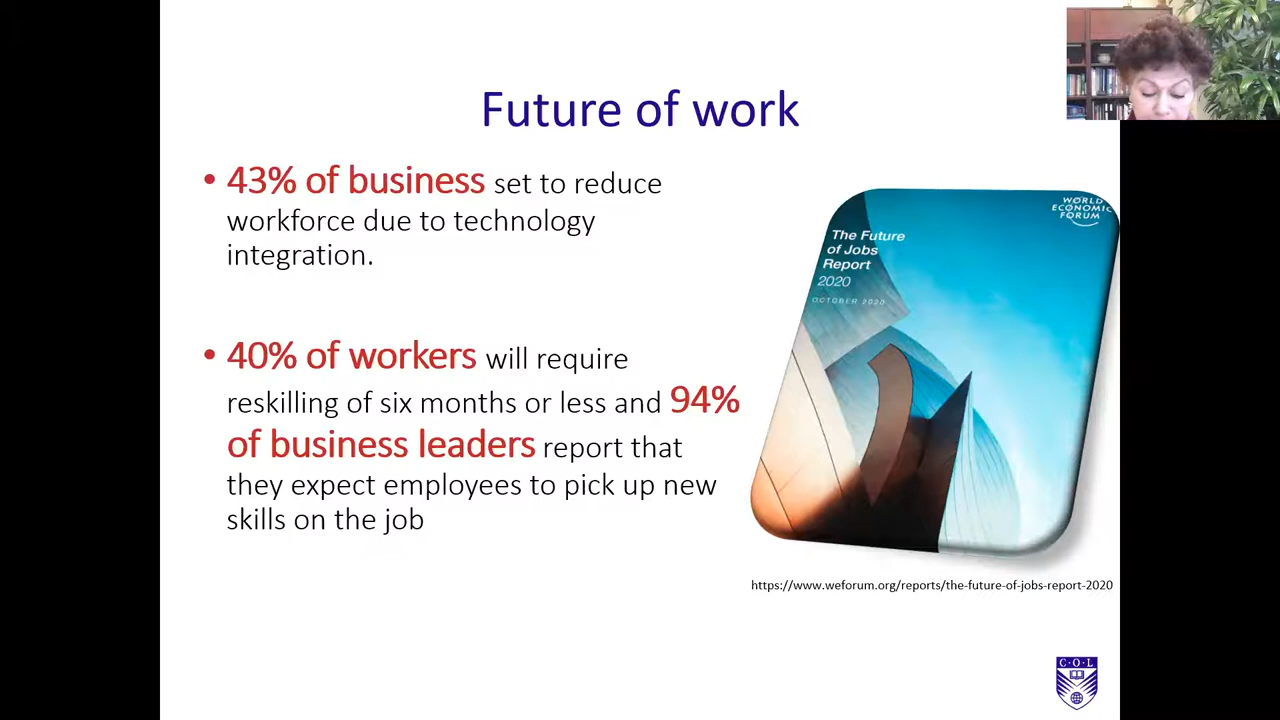 Future of work
• 43% of business set to reduce
workforce due to technology
integration.
• 40% of workers will require
reskilling of six months or less and 94%
of business leaders report that
they expect employees to pick up new
skills on the job
WORLD
ECONOMIC
FORUM
The Future
of Jobs
Report
2020
OCTOBER 2020
https://www.weforum.org/reports/the-future-of-jobs-report-2020
C·O·L